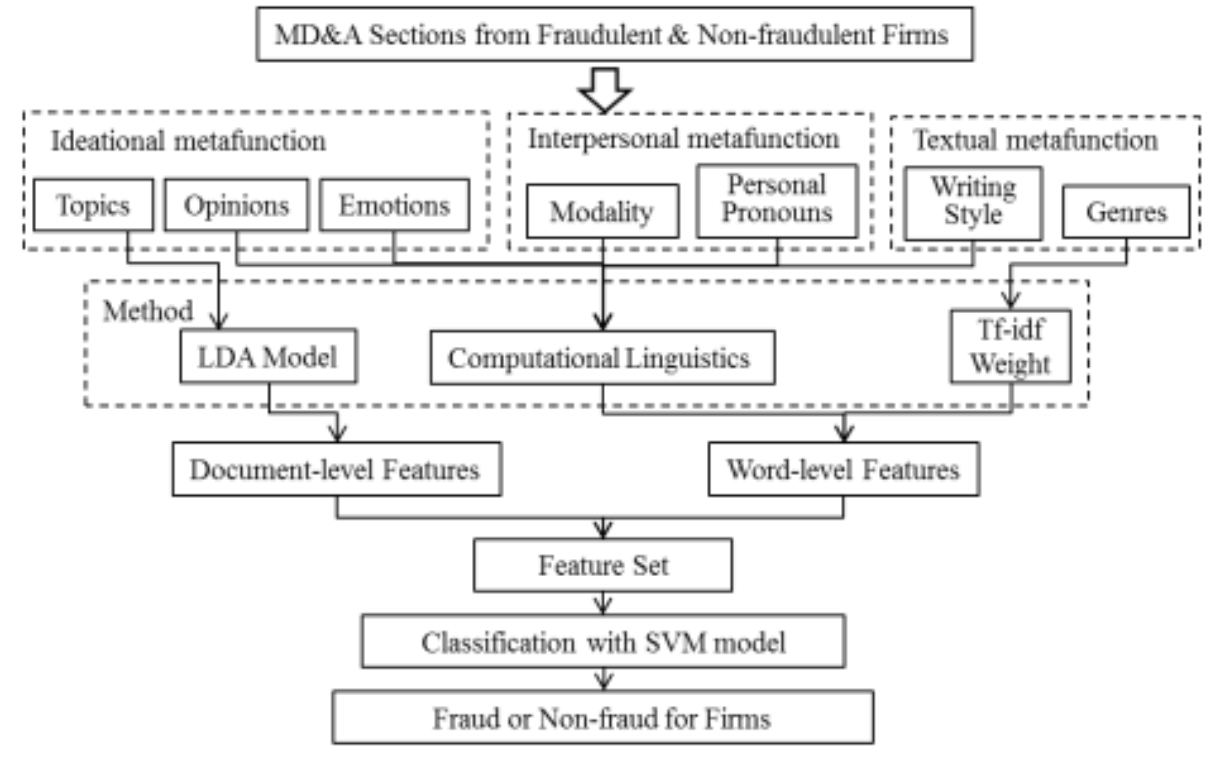 MD&A Sections from Fraudulent & Non-fraudulent Firms
Ideational metafunction
Topics
Opinions
Emotions
Interpersonal metafunction
Modality
Personal
Pronouns
Textual metafunction
Writing
Style
Genres
Method
LDA Model
Computational Linguistics
Tf-idf
Weight
Document-level Features
Word-level Features
Feature Set
Classification with SVM model
Fraud or Non-fraud for Firms